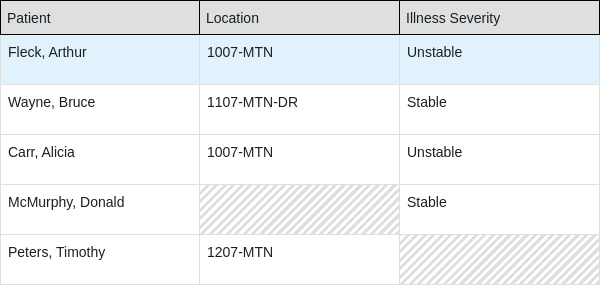 Patient Location Illness Severity
Fleck, Arthur 1007-MTN Unstable
Wayne, Bruce 1107-MTN-DR Stable
Carr, Alicia 1007-MTN Unstable
McMurphy, Donald Stable
Peters, Timothy 1207-MTN